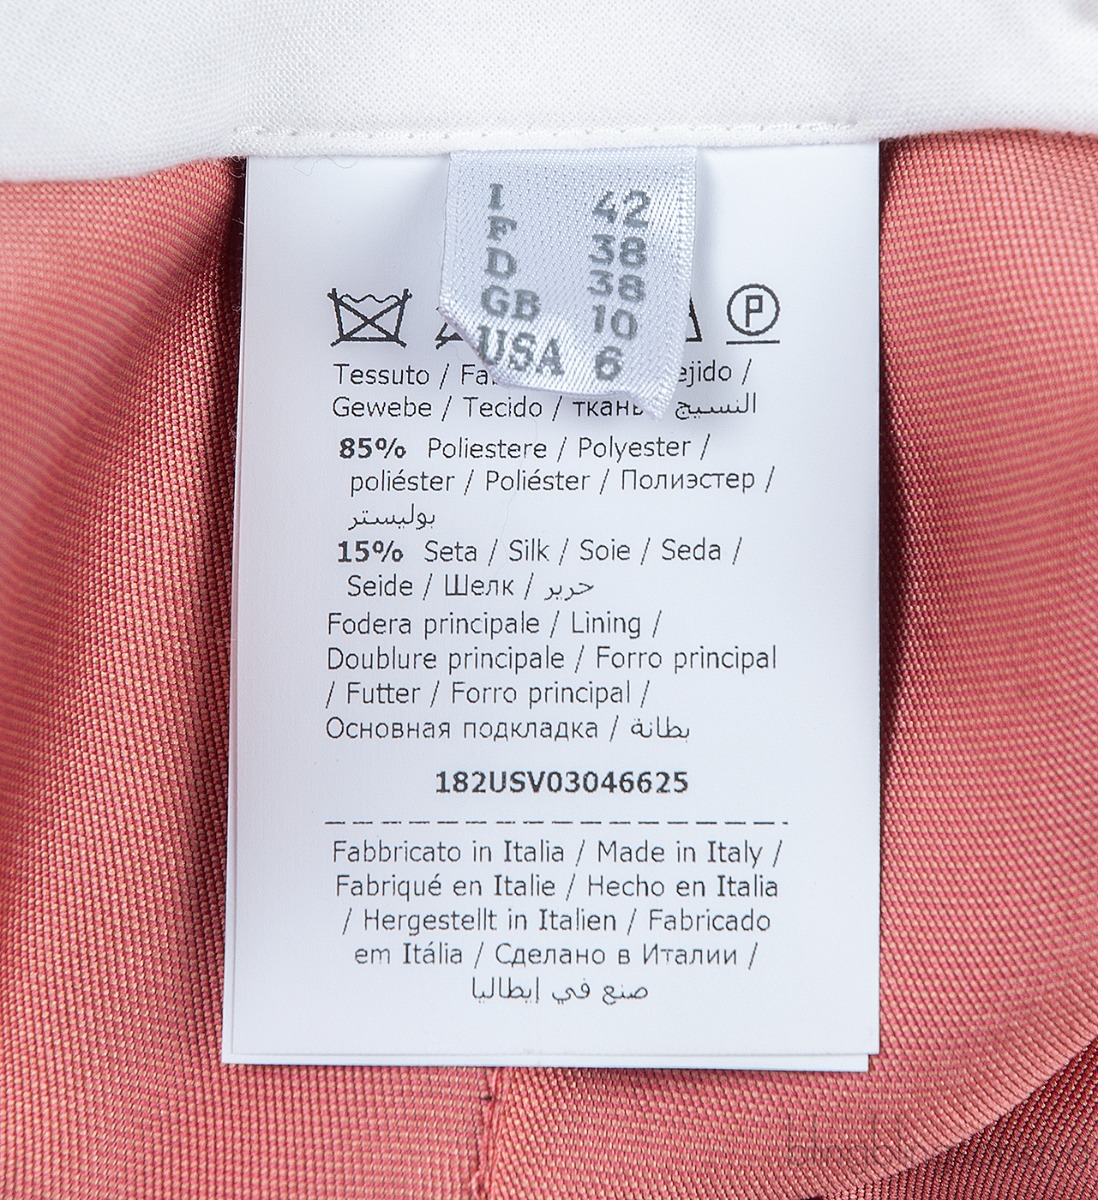 I 42
F 38
D 38
GB 10
USA 6
P
Tessuto /
Gewebe / Tecido / ткань النسيج
85% Poliestere / Polyester /
poliéster / Poliéster / Полиэстер /
بوليستر
15% Seta / Silk / Soie / Seda /
Seide / Шелк / حرير
Fodera principale / Lining /
Doublure principale / Forro principal
/ Futter / Forro principal /
Основная подкладка / بطانة
182USV03046625
Fabbricato in Italia / Made in Italy /
Fabriqué en Italie / Hecho en Italia
/ Hergestellt in Italien / Fabricado
em Itália / Сделано в Италии /
صنع في إيطاليا